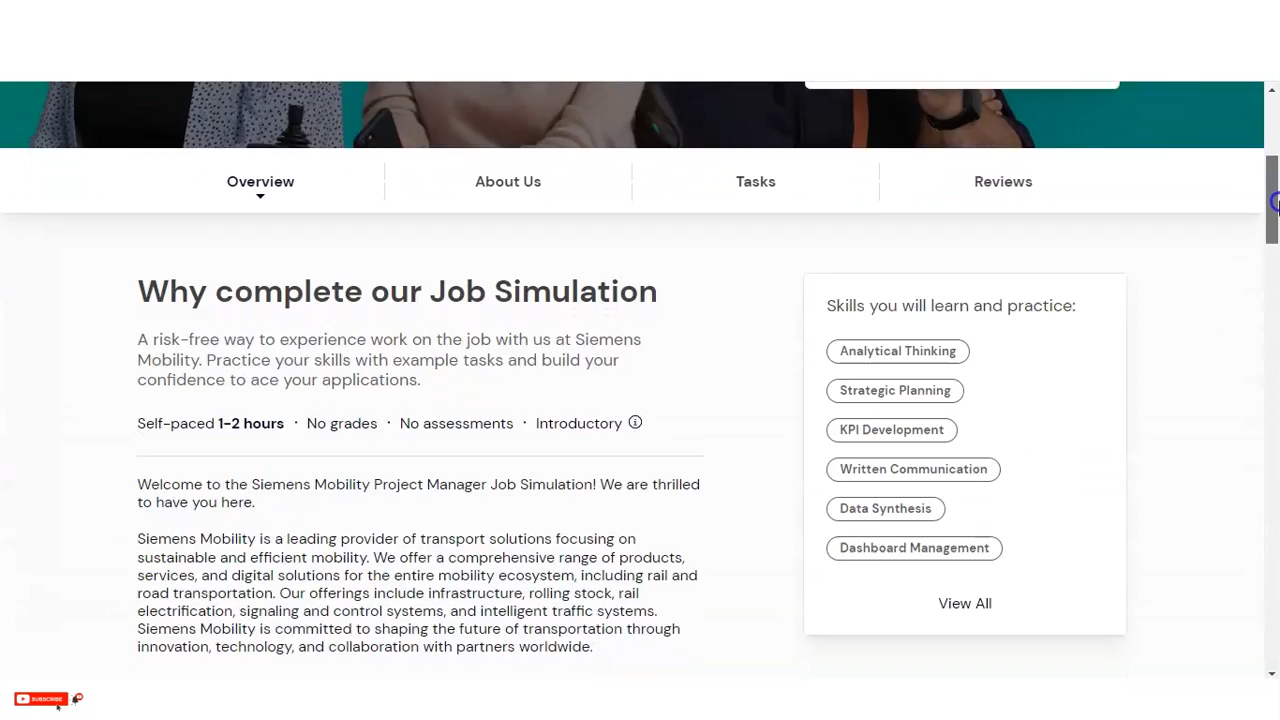 Overview
About Us
Tasks
Reviews
Why complete our Job Simulation
A risk-free way to experience work on the job with us at Siemens
Mobility. Practice your skills with example tasks and build your
confidence to ace your applications.
Self-paced 1-2 hours · No grades · No assessments · Introductory
Welcome to the Siemens Mobility Project Manager Job Simulation! We are thrilled
to have you here.
Siemens Mobility is a leading provider of transport solutions focusing on
sustainable and efficient mobility. We offer a comprehensive range of products,
services, and digital solutions for the entire mobility ecosystem, including rail and
road transportation. Our offerings include infrastructure, rolling stock, rail
electrification, signaling and control systems, and intelligent traffic systems.
Siemens Mobility is committed to shaping the future of transportation through
innovation, technology, and collaboration with partners worldwide.
Skills you will learn and practice:
Analytical Thinking
Strategic Planning
KPI Development
Written Communication
Data Synthesis
Dashboard Management
View All
SUBSCRIBE